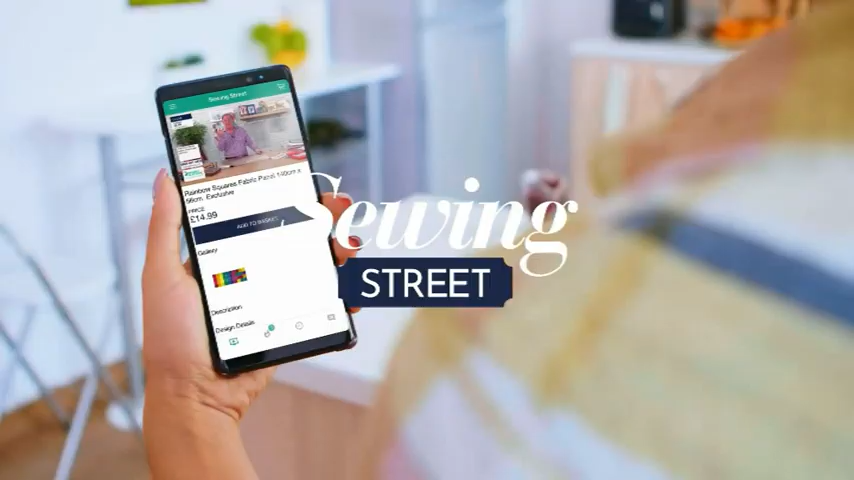 Sewing Street
Rainbow Squares Fabric Panel 140cm x
56cm. Exclusive
PRICE
£14.99
ADD TO BASKET
Gallery
Description
Design Details
Sewing
STREET